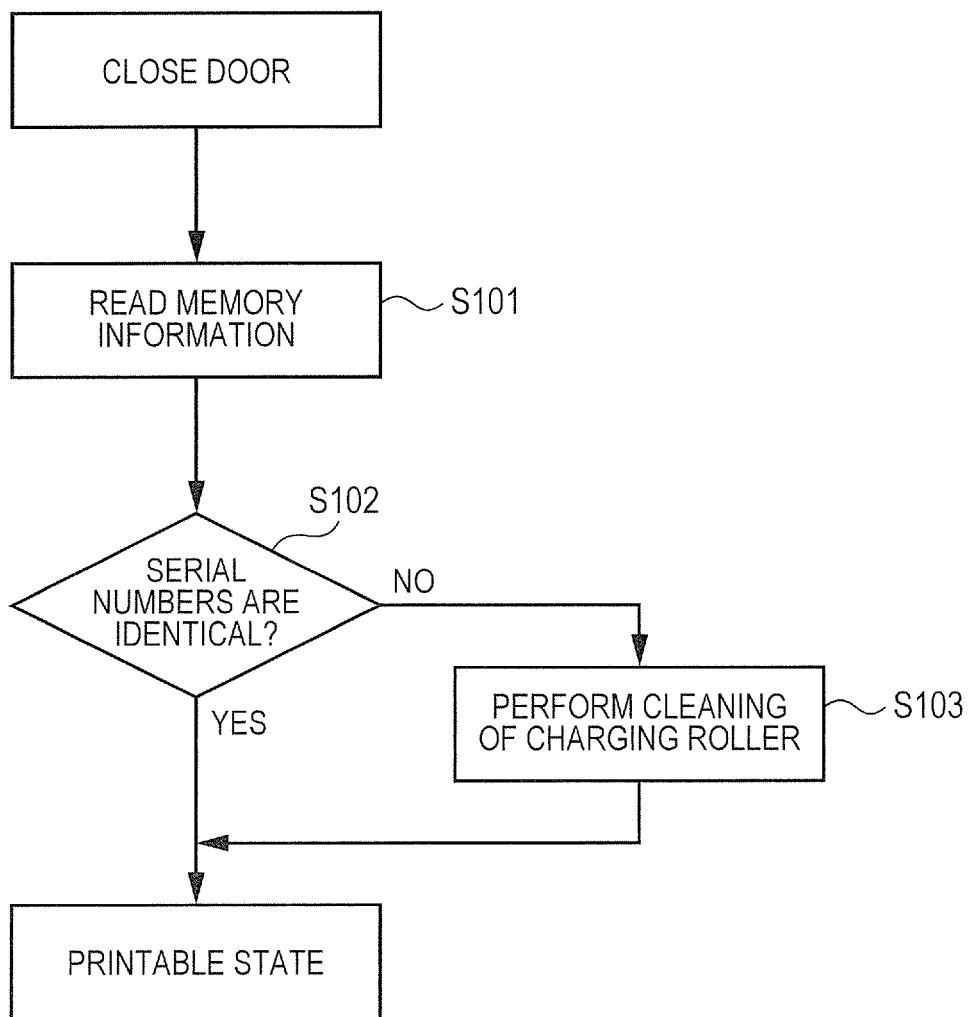 CLOSE DOOR
READ MEMORY
INFORMATION
S101
S102
SERIAL
NUMBERS ARE
IDENTICAL?
NO
YES
PERFORM CLEANING
OF CHARGING ROLLER
S103
PRINTABLE STATE